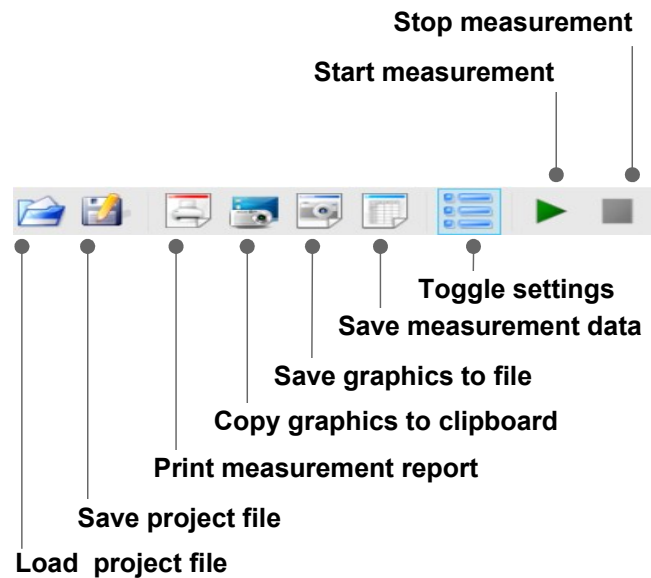 Stop measurement
Start measurement
Toggle settings
Save measurement data
Save graphics to file
Copy graphics to clipboard
Print measurement report
Save project file
Load  project file